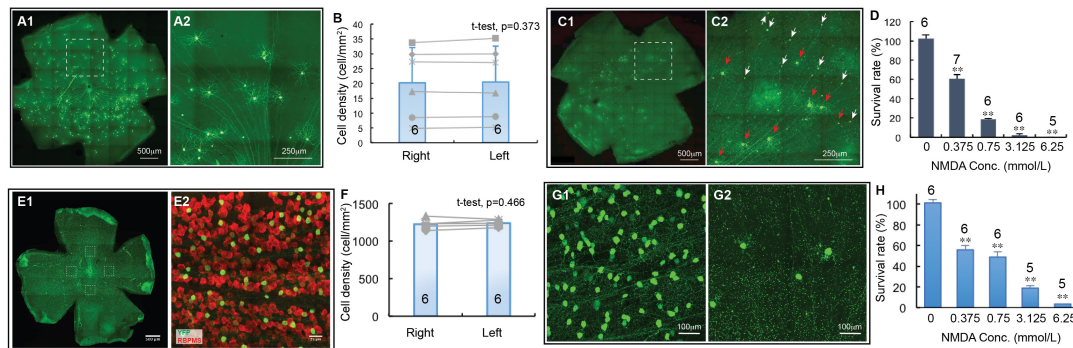 A1
500μm
A2
250μm
B
t-test, p=0.373
Cell density (cell/mm²)
40
35
30
25
20
15
10
5
0
6
6
Right
Left
C1
500μm
C2
250μm
D
Survival rate (%)
120
100
80
60
40
20
0
6
7
**
6
**
6
**
5
**
0
0.375
0.75
3.125
6.25
NMDA Conc. (mmol/L)
E1
500 μm
E2
YFP
RBPMS
F
t-test, p=0.466
Cell density (cell/mm²)
1500
1000
500
0
6
6
Right
Left
G1
100μm
G2
100μm
H
Survival rate (%)
120
100
80
60
40
20
0
6
6
**
6
**
5
**
5
**
0
0.375
0.75
3.125
6.25
NMDA Conc. (mmol/L)